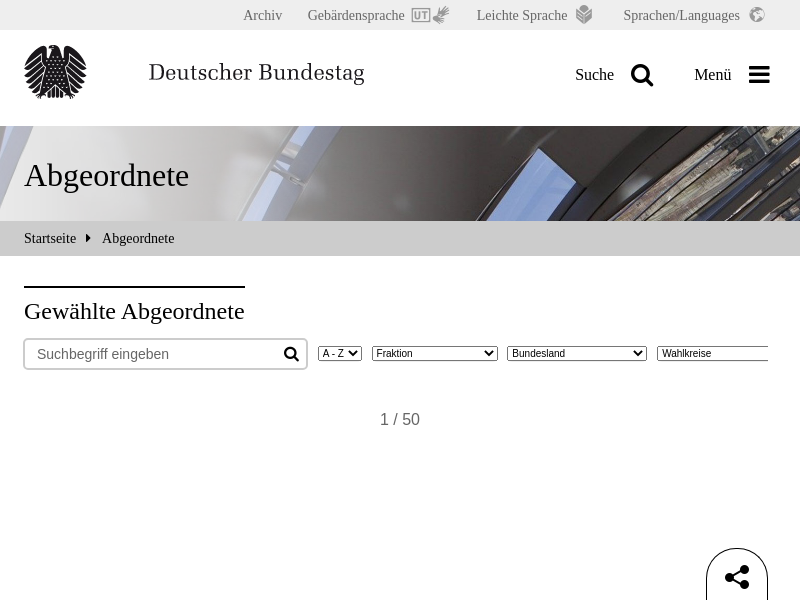 Archiv Gebärdensprache UT Leichte Sprache Sprachen/Languages
Deutscher Bundestag Suche Menü
Abgeordnete
Startseite Abgeordnete
Gewählte Abgeordnete
Suchbegriff eingeben A - Z Fraktion Bundesland Wahlkreise
1 / 50